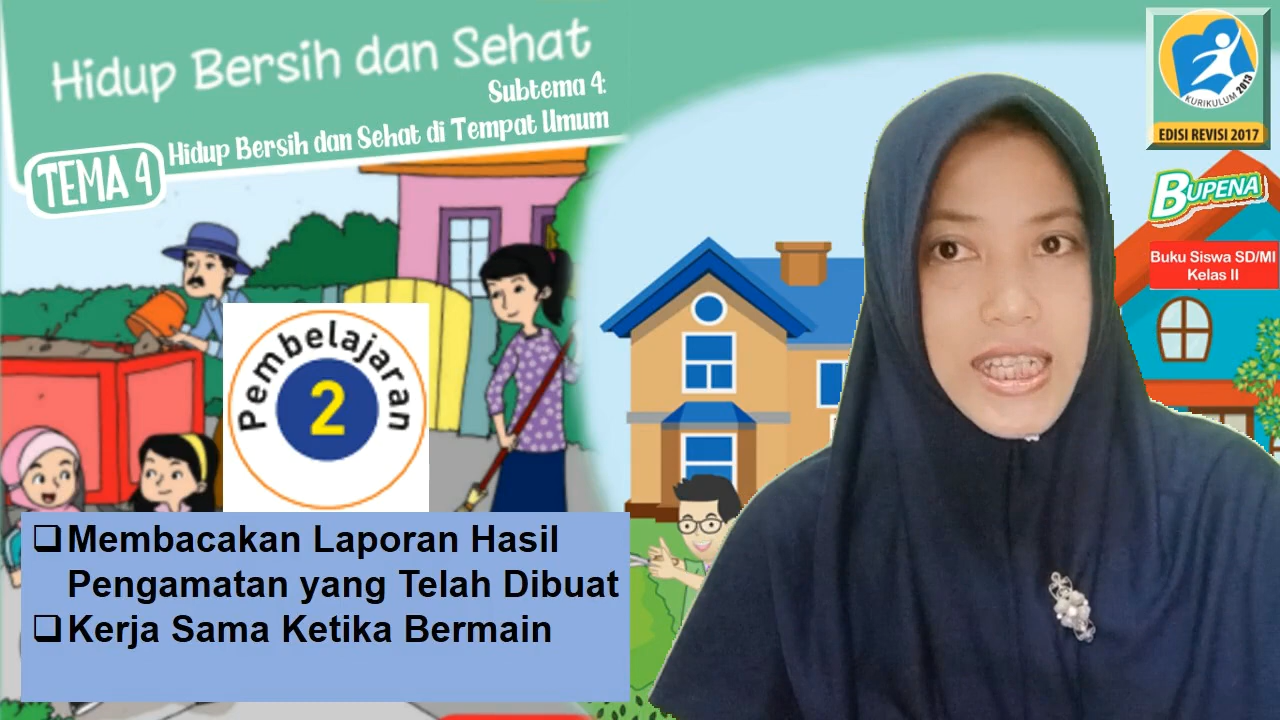 Hidup Bersih dan Sehat
Subtema 4:
Hidup Bersih dan Sehat di Tempat Umum
TEMA 4
KURIKULUM 2013
EDISI REVISI 2017
BUPENA
Buku Siswa SD/MI
Kelas II
Pembelajaran
2
❑Membacakan Laporan Hasil
Pengamatan yang Telah Dibuat
❑Kerja Sama Ketika Bermain